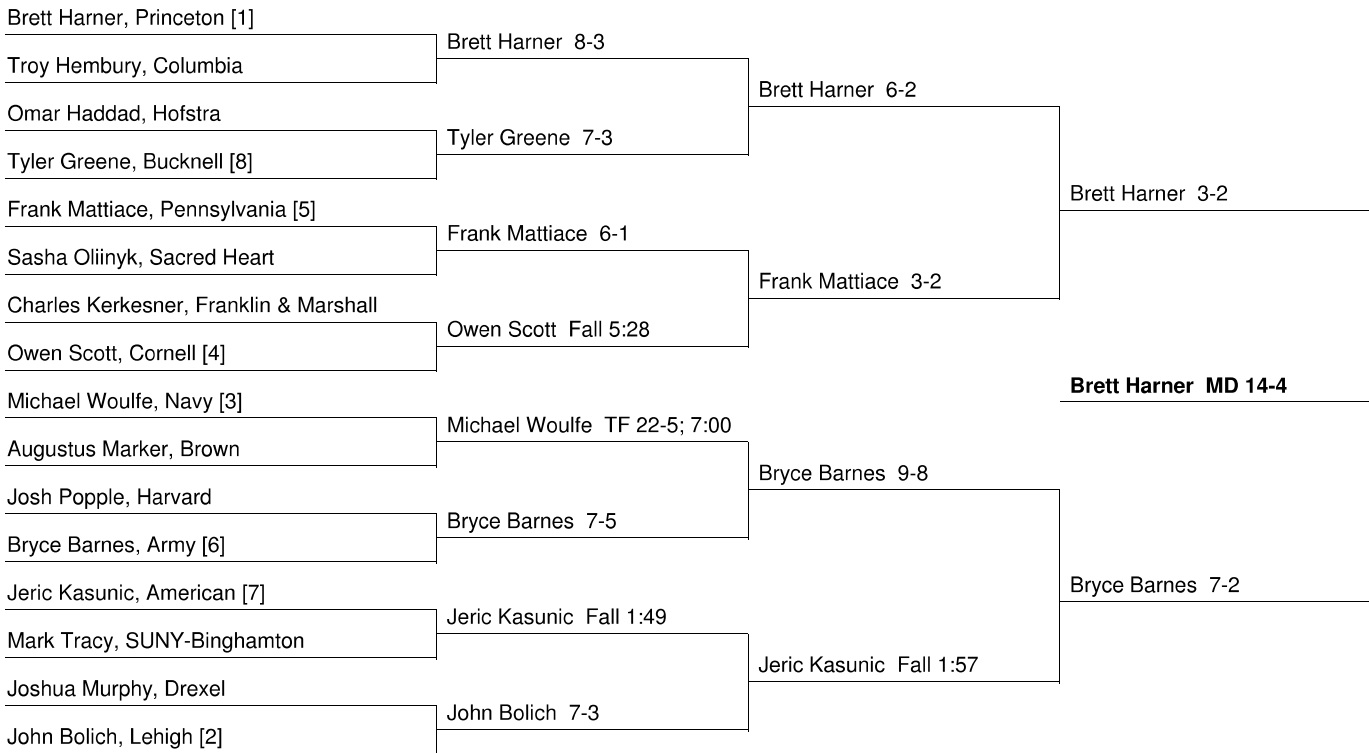 Brett Harner, Princeton [1]
Troy Hembury, Columbia
Omar Haddad, Hofstra
Tyler Greene, Bucknell [8]
Frank Mattiace, Pennsylvania [5]
Sasha Oliinyk, Sacred Heart
Charles Kerkesner, Franklin & Marshall
Owen Scott, Cornell [4]
Michael Woulfe, Navy [3]
Augustus Marker, Brown
Josh Popple, Harvard
Bryce Barnes, Army [6]
Jeric Kasunic, American [7]
Mark Tracy, SUNY-Binghamton
Joshua Murphy, Drexel
John Bolich, Lehigh [2]
Brett Harner 8-3
Tyler Greene 7-3
Frank Mattiace 6-1
Owen Scott Fall 5:28
Michael Woulfe TF 22-5; 7:00
Bryce Barnes 7-5
Jeric Kasunic Fall 1:49
John Bolich 7-3
Brett Harner 6-2
Frank Mattiace 3-2
Bryce Barnes 9-8
Jeric Kasunic Fall 1:57
Brett Harner 3-2
Bryce Barnes 7-2
Brett Harner MD 14-4